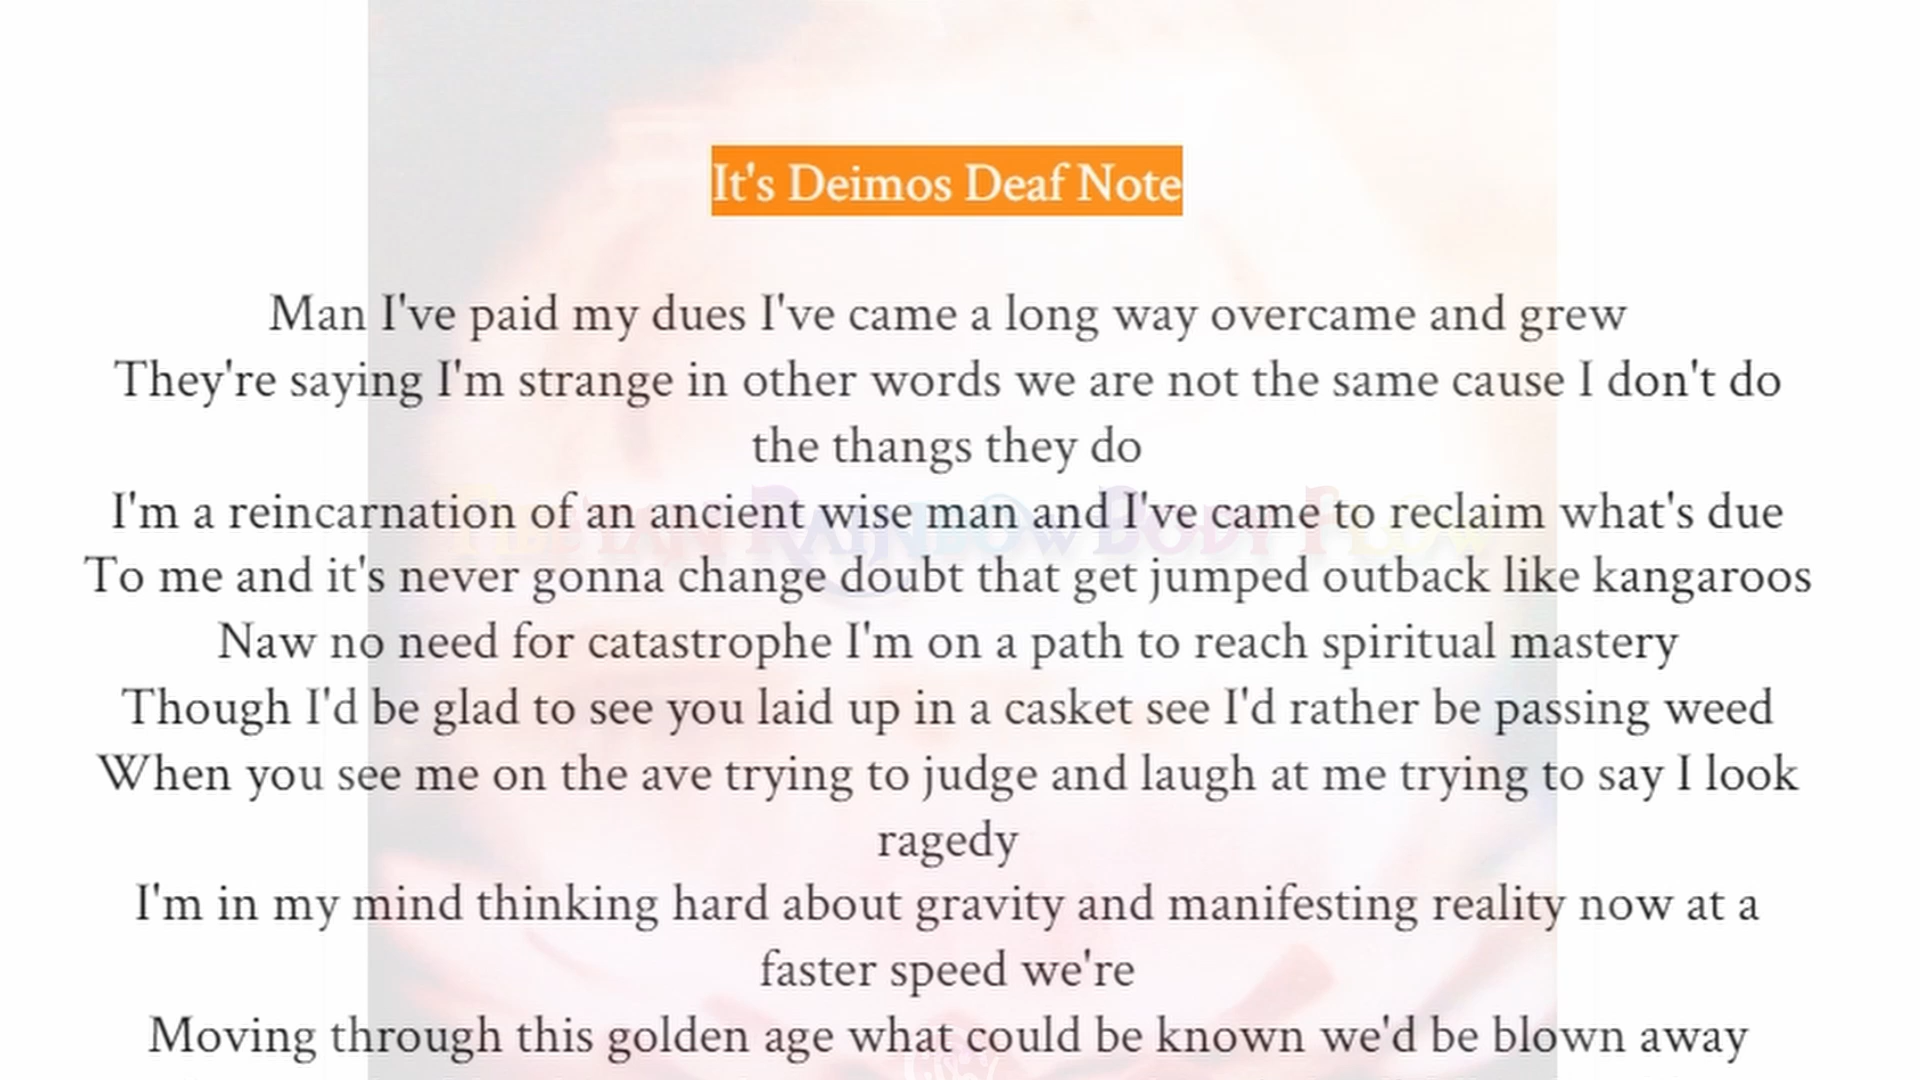 It's Deimos Deaf Note
Man I've paid my dues I've came a long way overcame and grew
They're saying I'm strange in other words we are not the same cause I don't do
the thangs they do
I'm a reincarnation of an ancient wise man and I've came to reclaim what's due
Tibetan Rainbow Body Flow
To me and it's never gonna change doubt that get jumped outback like kangaroos
Naw no need for catastrophe I'm on a path to reach spiritual mastery
Though I'd be glad to see you laid up in a casket see I'd rather be passing weed
When you see me on the ave trying to judge and laugh at me trying to say I look
ragedy
I'm in my mind thinking hard about gravity and manifesting reality now at a
faster speed we're
Moving through this golden age what could be known we'd be blown away